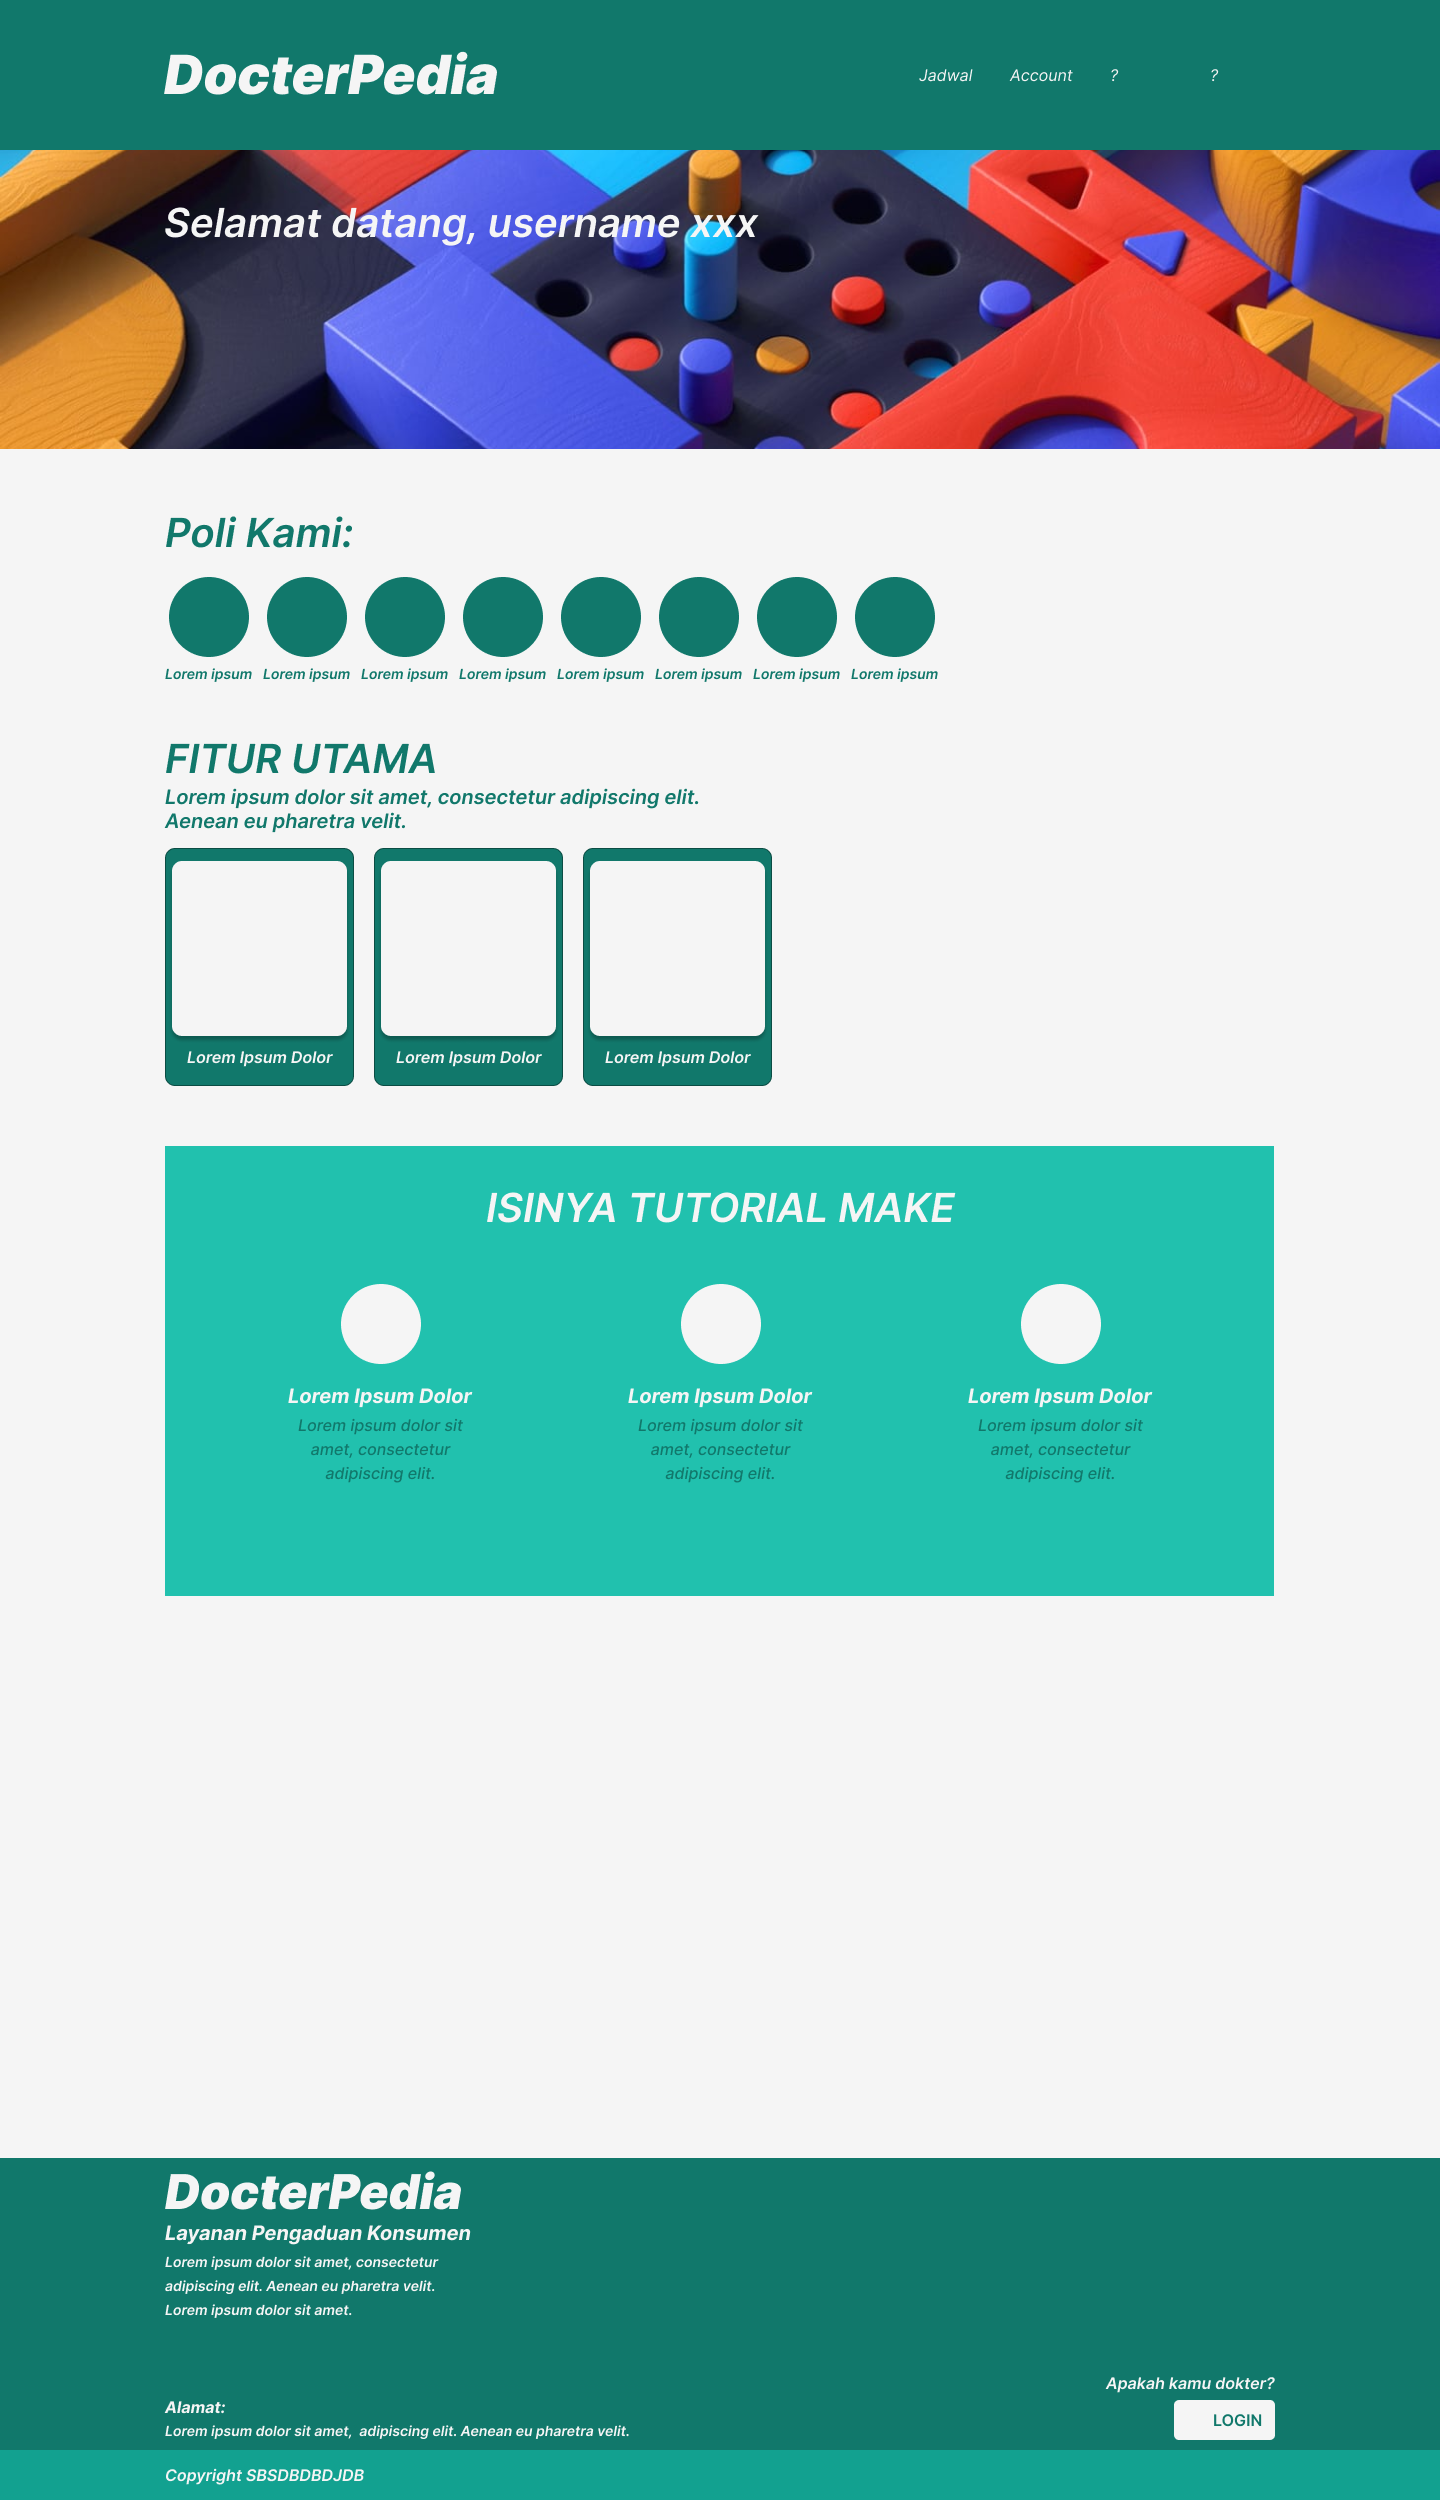 DocterPedia
Jadwal Account ? ?
Selamat datang, username xxx
Poli Kami:
Lorem ipsum Lorem ipsum Lorem ipsum Lorem ipsum Lorem ipsum Lorem ipsum Lorem ipsum Lorem ipsum
FITUR UTAMA
Lorem ipsum dolor sit amet, consectetur adipiscing elit.
Aenean eu pharetra velit.
Lorem Ipsum Dolor Lorem Ipsum Dolor Lorem Ipsum Dolor
ISINYA TUTORIAL MAKE
Lorem Ipsum Dolor
Lorem ipsum dolor sit
amet, consectetur
adipiscing elit.
Lorem Ipsum Dolor
Lorem ipsum dolor sit
amet, consectetur
adipiscing elit.
Lorem Ipsum Dolor
Lorem ipsum dolor sit
amet, consectetur
adipiscing elit.
DocterPedia
Layanan Pengaduan Konsumen
Lorem ipsum dolor sit amet, consectetur
adipiscing elit. Aenean eu pharetra velit.
Lorem ipsum dolor sit amet.
Alamat:
Lorem ipsum dolor sit amet,  adipiscing elit. Aenean eu pharetra velit.
Apakah kamu dokter?
LOGIN
Copyright SBSDBDBDJDB